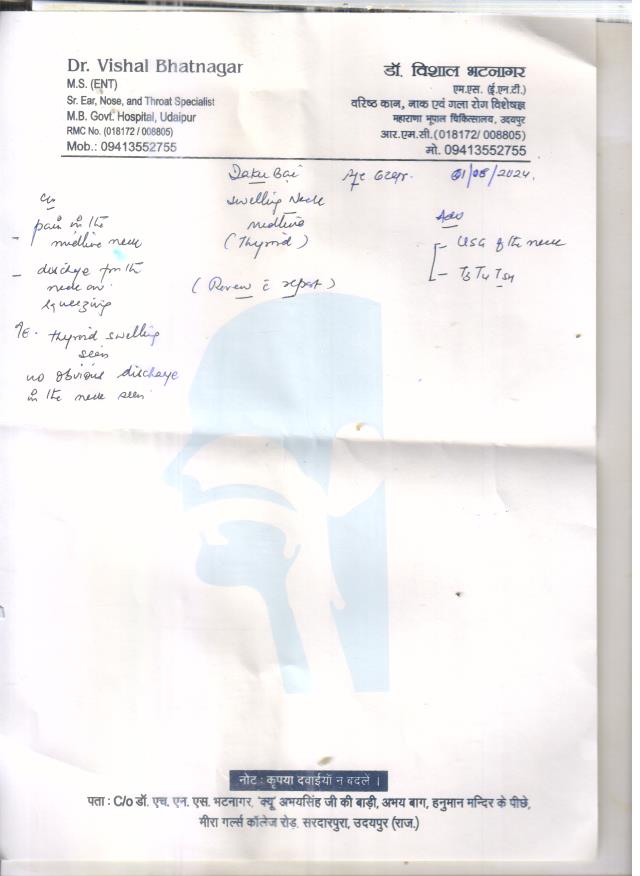 Dr. Vishal Bhatnagar
M.S. (ENT)
Sr. Ear, Nose, and Throat Specialist
M.B. Govt. Hospital, Udaipur
RMC No. (018172 / 008805)
Mob.: 09413552755
डॉ. विशाल भटनागर
एम.एस. (ई.एन.टी.)
वरिष्ठ कान, नाक एवं गला रोग विशेषज्ञ
महाराणा भूपाल चिकित्सालय, उदयपुर
आर.एम.सी.(018172/ 008805)
मो. 09413552755
Daku Bai
01/08/2024.
Swelling Neck
midline
(Thyroid)
(Review c̄ report)
c/o
- pain in the
midline neck
- discharge from the
neck on
squeezing
O/E. thyroid swelling
seen
no obvious discharge
in the neck seen
Adv
- USG of the neck
- T3 T4 TSH
नोट : कृपया दवाईयाँ न बदलें ।
पता : C/o डॉ. एच. एन. एस. भटनागर, 'क्यू' अभयसिंह जी की बाड़ी, अभय बाग, हनुमान मन्दिर के पीछे,
मीरा गर्ल्स कॉलेज रोड़, सरदारपुरा, उदयपुर (राज.)